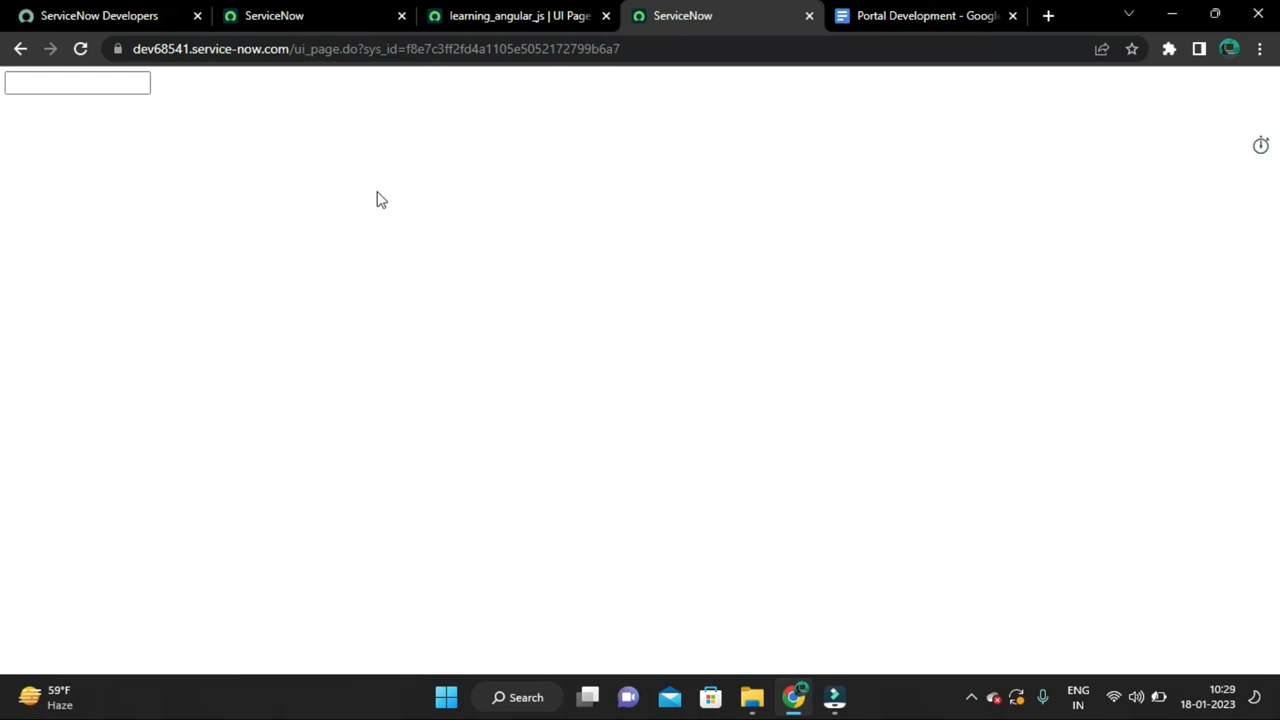 ServiceNow Developers
ServiceNow
learning_angular_js | UI Page
ServiceNow
Portal Development - Google
dev68541.service-now.com/ui_page.do?sys_id=f8e7c3ff2fd4a1105e5052172799b6a7
59°F
Haze
Search
ENG
IN
10:29
18-01-2023